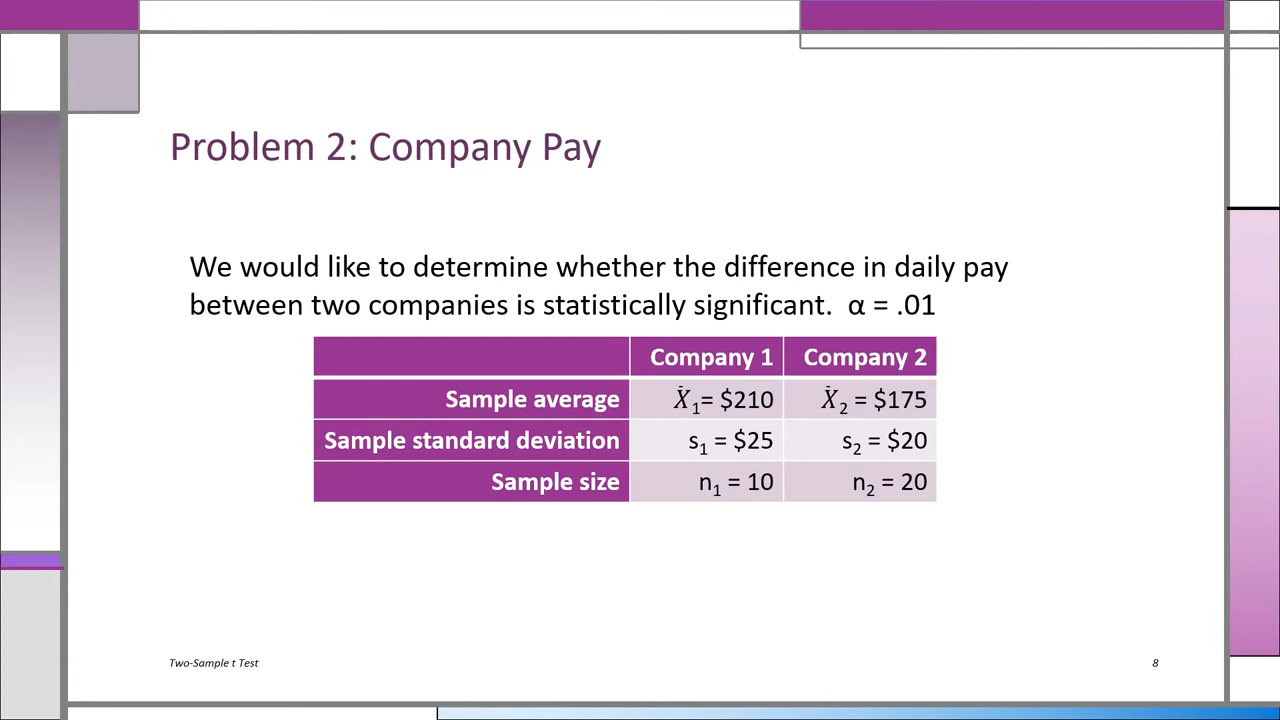 Problem 2: Company Pay
We would like to determine whether the difference in daily pay
between two companies is statistically significant.  α = .01
Company 1 Company 2
Sample average X̄₁= $210 X̄₂ = $175
Sample standard deviation s₁ = $25 s₂ = $20
Sample size n₁ = 10 n₂ = 20
Two-Sample t Test 8